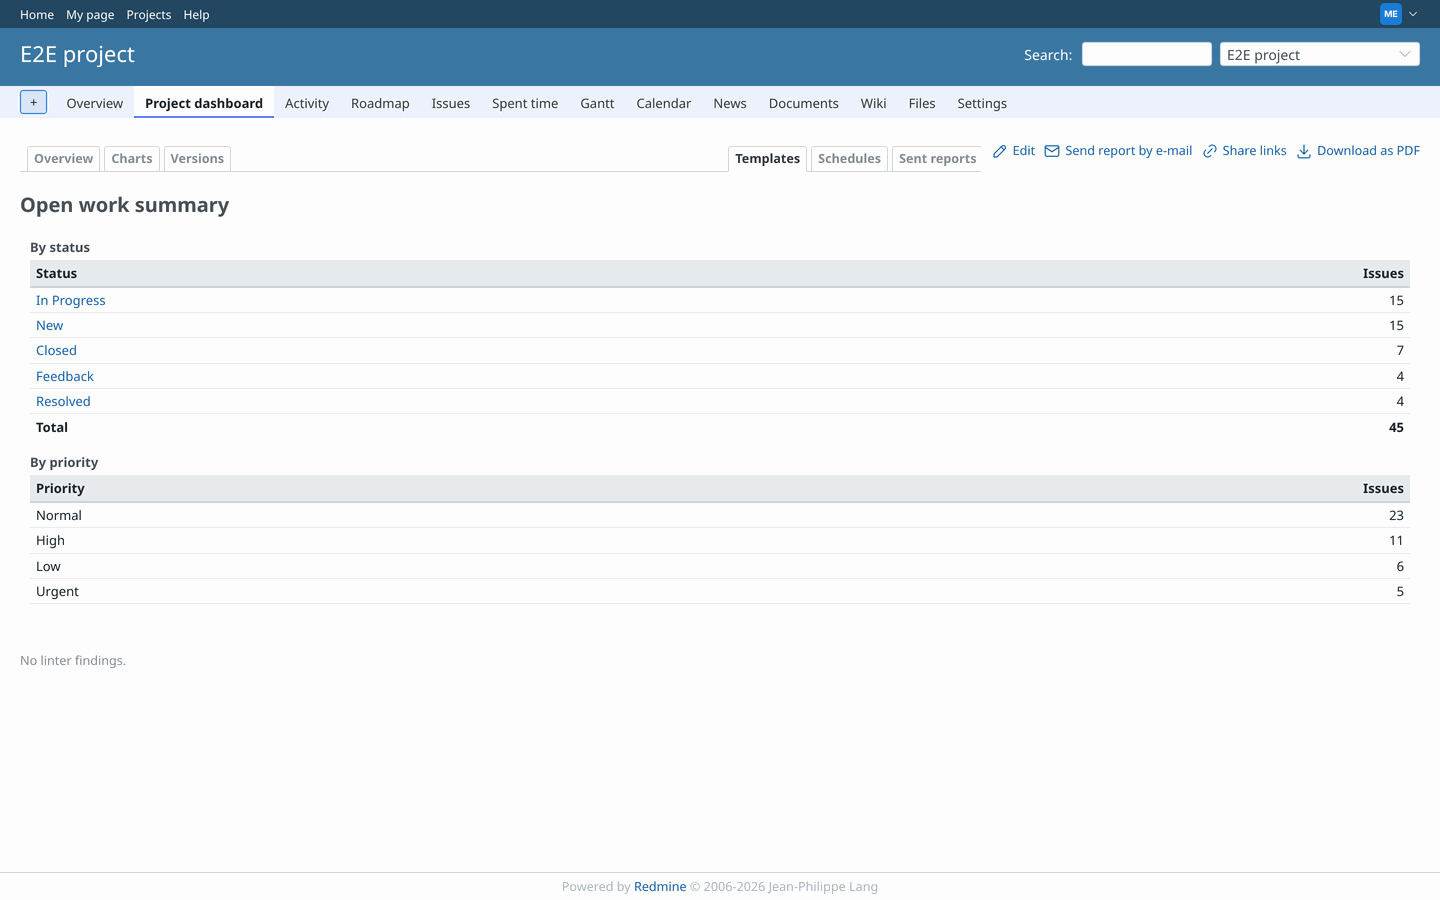 Home My page Projects Help ME
E2E project Search: E2E project
+ Overview Project dashboard Activity Roadmap Issues Spent time Gantt Calendar News Documents Wiki Files Settings
Overview Charts Versions Templates Schedules Sent reports Edit Send report by e-mail Share links Download as PDF
Open work summary
By status
Status Issues
In Progress 15
New 15
Closed 7
Feedback 4
Resolved 4
Total 45
By priority
Priority Issues
Normal 23
High 11
Low 6
Urgent 5
No linter findings.
Powered by Redmine © 2006-2026 Jean-Philippe Lang